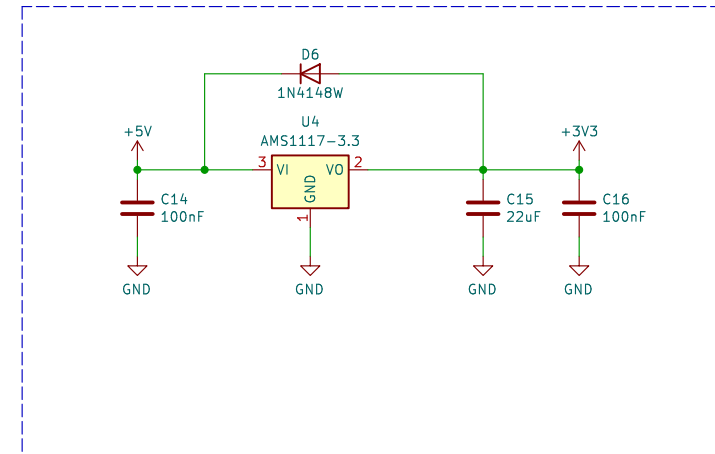 D6
1N4148W
U4
AMS1117-3.3
+5V
+3V3
3
VI
VO
2
GND
1
C14
100nF
C15
22uF
C16
100nF
GND
GND
GND
GND